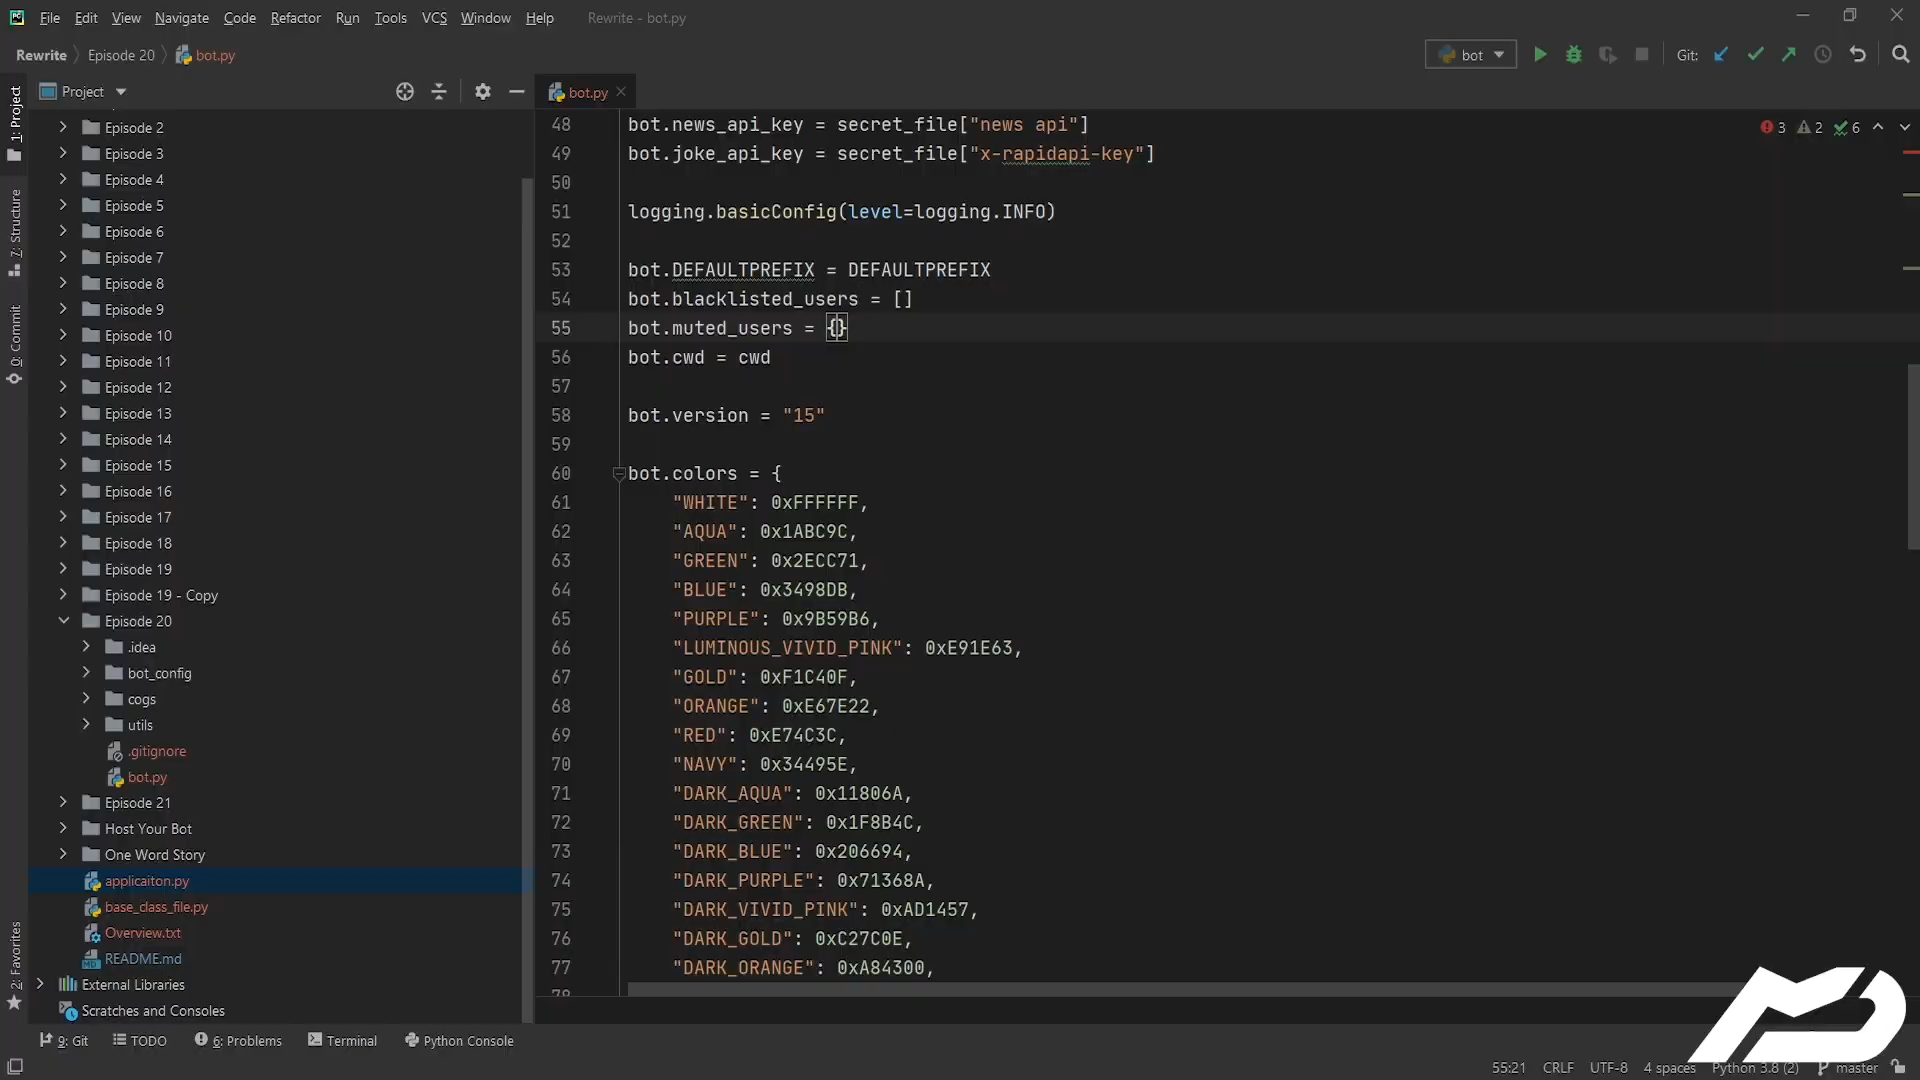 File Edit View Navigate Code Refactor Run Tools VCS Window Help Rewrite - bot.py
Rewrite Episode 20 bot.py bot Git:
Project bot.py
1: Project
7: Structure
0: Commit
2: Favorites
Episode 2
Episode 3
Episode 4
Episode 5
Episode 6
Episode 7
Episode 8
Episode 9
Episode 10
Episode 11
Episode 12
Episode 13
Episode 14
Episode 15
Episode 16
Episode 17
Episode 18
Episode 19
Episode 19 - Copy
Episode 20
.idea
bot_config
cogs
utils
.gitignore
bot.py
Episode 21
Host Your Bot
One Word Story
applicaiton.py
base_class_file.py
Overview.txt
README.md
External Libraries
Scratches and Consoles
3 2 6
48 bot.news_api_key = secret_file["news api"]
49 bot.joke_api_key = secret_file["x-rapidapi-key"]
50
51 logging.basicConfig(level=logging.INFO)
52
53 bot.DEFAULTPREFIX = DEFAULTPREFIX
54 bot.blacklisted_users = []
55 bot.muted_users = {}
56 bot.cwd = cwd
57
58 bot.version = "15"
59
60 bot.colors = {
61 "WHITE": 0xFFFFFF,
62 "AQUA": 0x1ABC9C,
63 "GREEN": 0x2ECC71,
64 "BLUE": 0x3498DB,
65 "PURPLE": 0x9B59B6,
66 "LUMINOUS_VIVID_PINK": 0xE91E63,
67 "GOLD": 0xF1C40F,
68 "ORANGE": 0xE67E22,
69 "RED": 0xE74C3C,
70 "NAVY": 0x34495E,
71 "DARK_AQUA": 0x11806A,
72 "DARK_GREEN": 0x1F8B4C,
73 "DARK_BLUE": 0x206694,
74 "DARK_PURPLE": 0x71368A,
75 "DARK_VIVID_PINK": 0xAD1457,
76 "DARK_GOLD": 0xC27C0E,
77 "DARK_ORANGE": 0xA84300,
78
9: Git TODO 6: Problems Terminal Python Console
55:21 CRLF UTF-8 4 spaces Python 3.8 (2) master